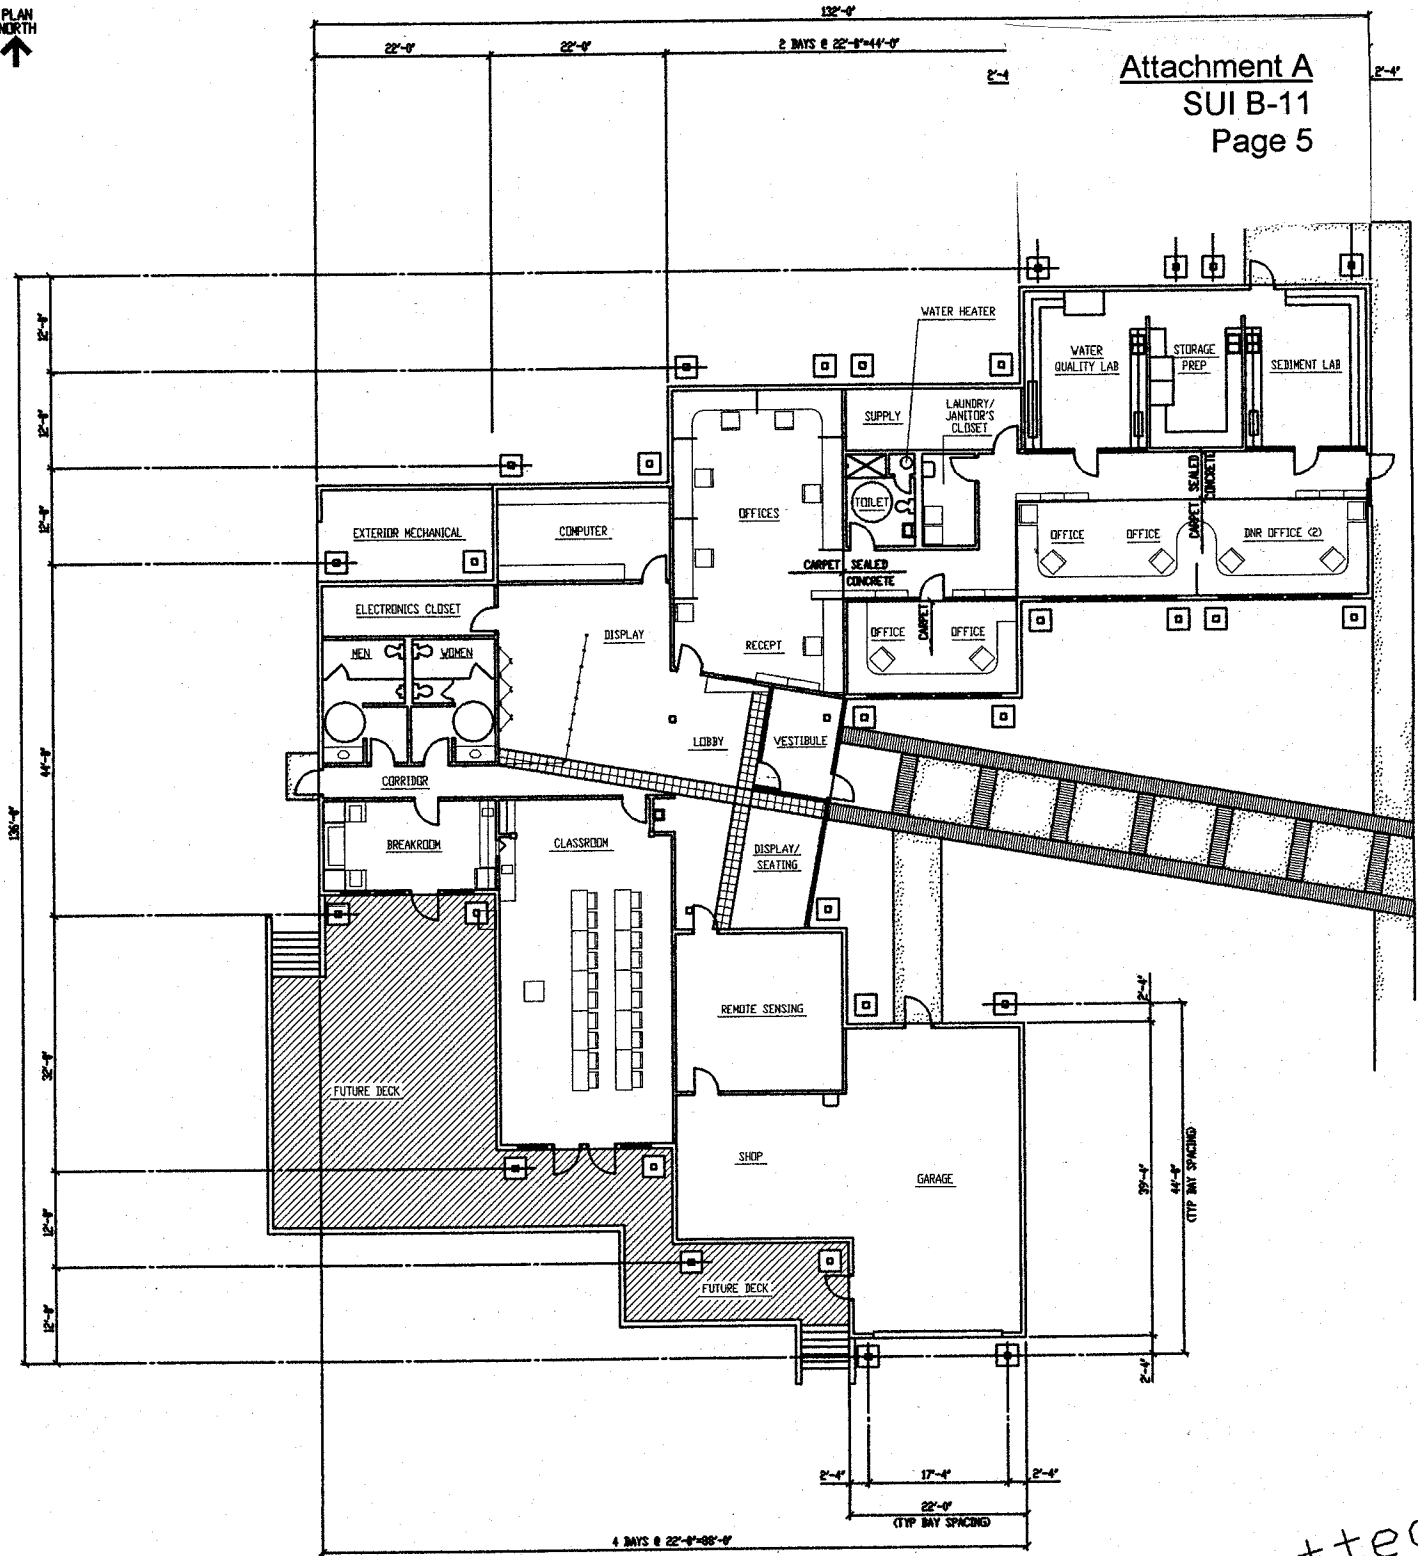 PLAN
NORTH
132'-0"
22'-0"
22'-0"
2 BAYS @ 22'-0"=44'-0"
2'-4
2'-4"
Attachment A
SUI B-11
Page 5
WATER HEATER
12'-0"
12'-0"
12'-0"
44'-0"
136'-0"
32'-0"
12'-0"
12'-0"
WATER
QUALITY LAB
STORAGE
PREP
SEDIMENT LAB
SUPPLY
LAUNDRY/
JANITOR'S
CLOSET
CARPET SEALED
CONCRETE
EXTERIOR MECHANICAL
COMPUTER
OFFICES
TOILET
OFFICE
OFFICE
DNR OFFICE (2)
CARPET SEALED
CONCRETE
ELECTRONICS CLOSET
MEN
WOMEN
DISPLAY
RECEPT
OFFICE
CARPET
OFFICE
LOBBY
VESTIBULE
CORRIDOR
BREAKROOM
CLASSROOM
DISPLAY/
SEATING
REMOTE SENSING
FUTURE DECK
SHOP
GARAGE
FUTURE DECK
2'-4"
39'-4"
44'-0"
(TYP BAY SPACING)
2'-4"
2'-4"
17'-4"
2'-4"
22'-0"
(TYP BAY SPACING)
4 BAYS @ 22'-0"=88'-0"